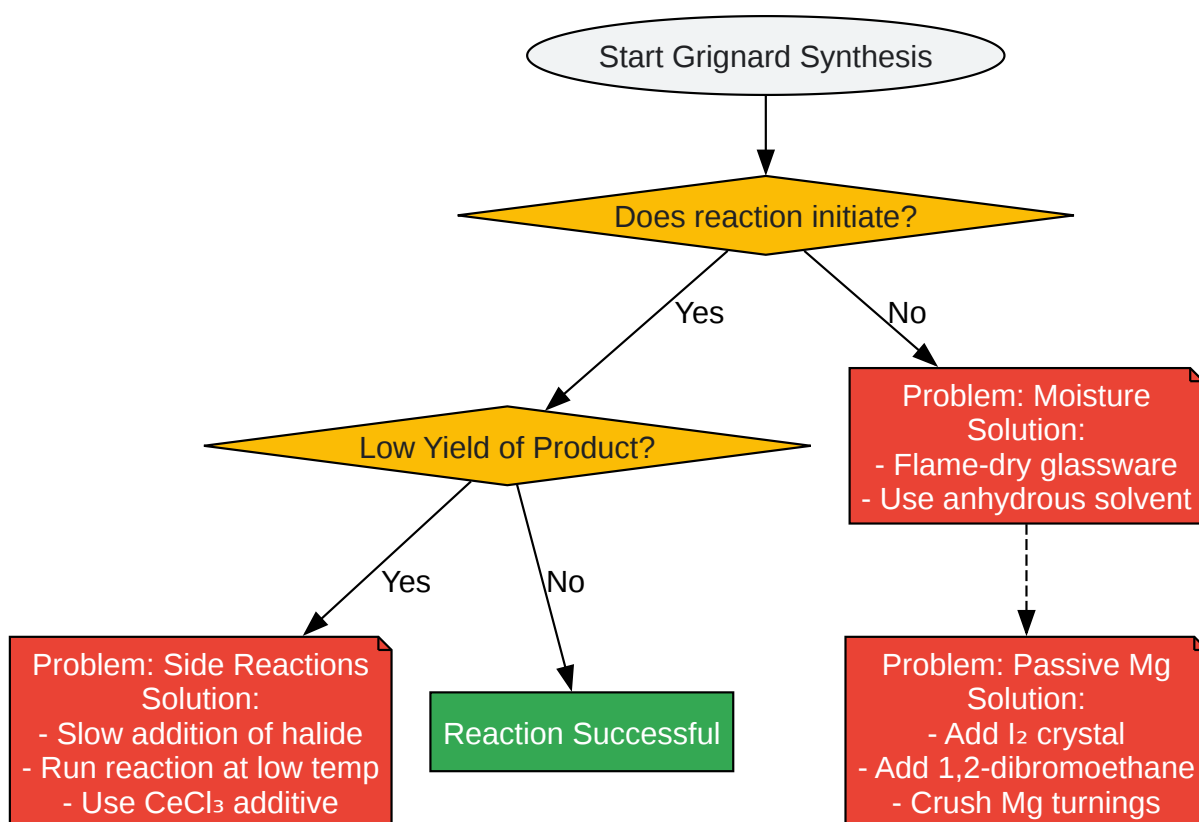 Start Grignard Synthesis
Does reaction initiate?
Yes
No
Low Yield of Product?
Problem: Moisture
Solution:
- Flame-dry glassware
- Use anhydrous solvent
Yes
No
Problem: Side Reactions
Solution:
- Slow addition of halide
- Run reaction at low temp
- Use CeCl₃ additive
Reaction Successful
Problem: Passive Mg
Solution:
- Add I₂ crystal
- Add 1,2-dibromoethane
- Crush Mg turnings